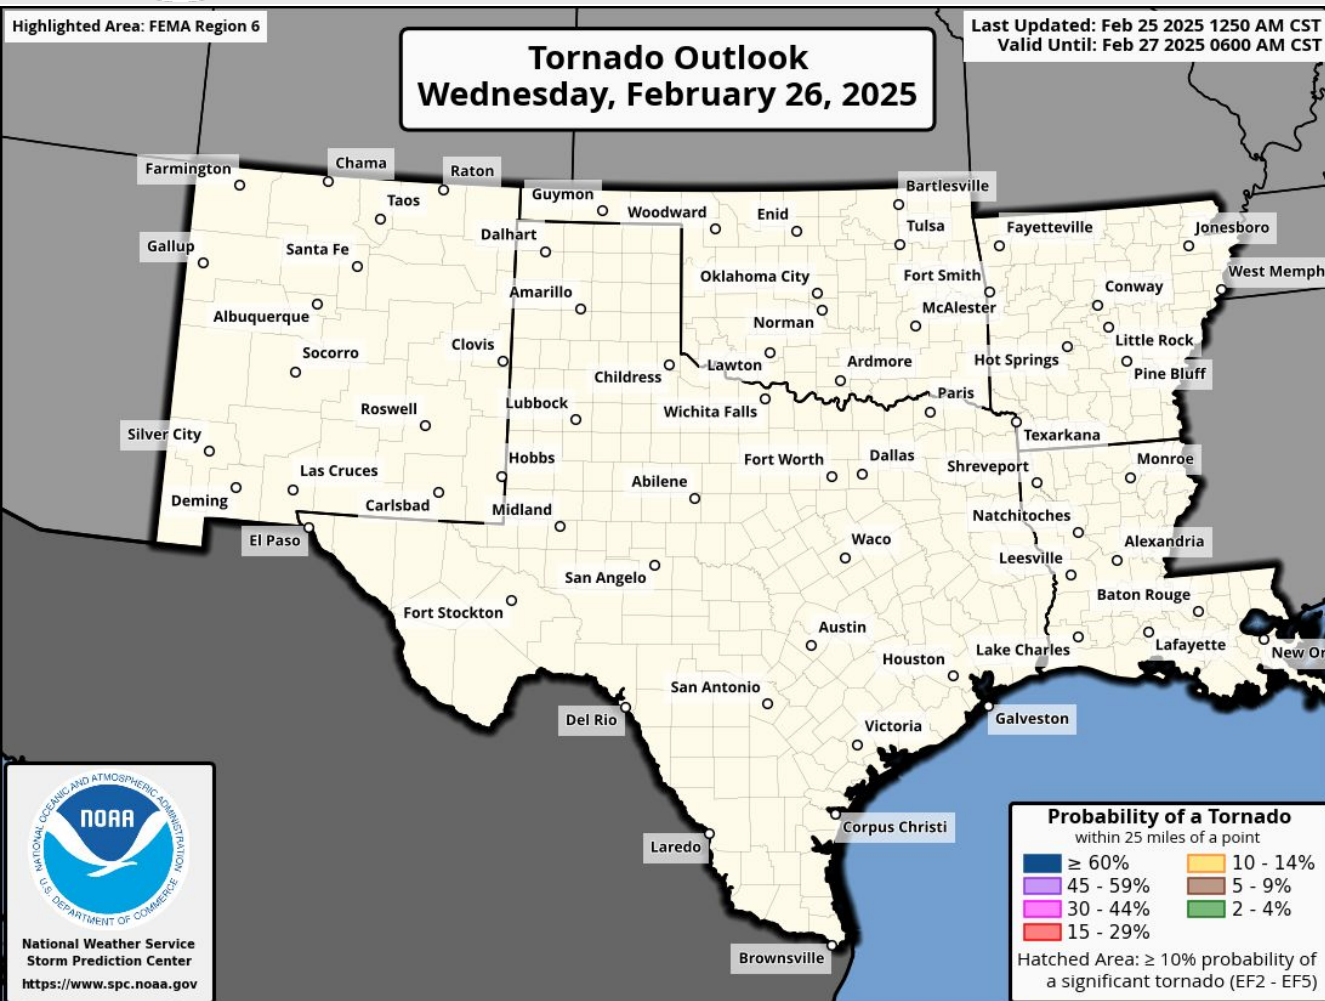 Highlighted Area: FEMA Region 6
Last Updated: Feb 25 2025 1250 AM CST
Valid Until: Feb 27 2025 0600 AM CST
Tornado Outlook
Wednesday, February 26, 2025
Farmington
Chama
Raton
Taos
Guymon
Woodward
Enid
Bartlesville
Tulsa
Fayetteville
Jonesboro
Gallup
Santa Fe
Dalhart
Oklahoma City
Fort Smith
West Memph
Amarillo
Conway
Albuquerque
Norman
McAlester
Little Rock
Socorro
Clovis
Childress
Lawton
Ardmore
Hot Springs
Pine Bluff
Roswell
Lubbock
Wichita Falls
Paris
Texarkana
Silver City
Las Cruces
Hobbs
Abilene
Fort Worth
Dallas
Shreveport
Monroe
Deming
Carlsbad
Midland
Natchitoches
El Paso
Waco
Leesville
Alexandria
San Angelo
Fort Stockton
Baton Rouge
Austin
Houston
Lake Charles
Lafayette
New Or
San Antonio
Del Rio
Victoria
Galveston
Corpus Christi
Laredo
Brownsville
NATIONAL OCEANIC AND ATMOSPHERIC ADMINISTRATION
NOAA
U.S. DEPARTMENT OF COMMERCE
National Weather Service
Storm Prediction Center
https://www.spc.noaa.gov
Probability of a Tornado
within 25 miles of a point
≥ 60%
45 - 59%
30 - 44%
15 - 29%
10 - 14%
5 - 9%
2 - 4%
Hatched Area: ≥ 10% probability of
a significant tornado (EF2 - EF5)